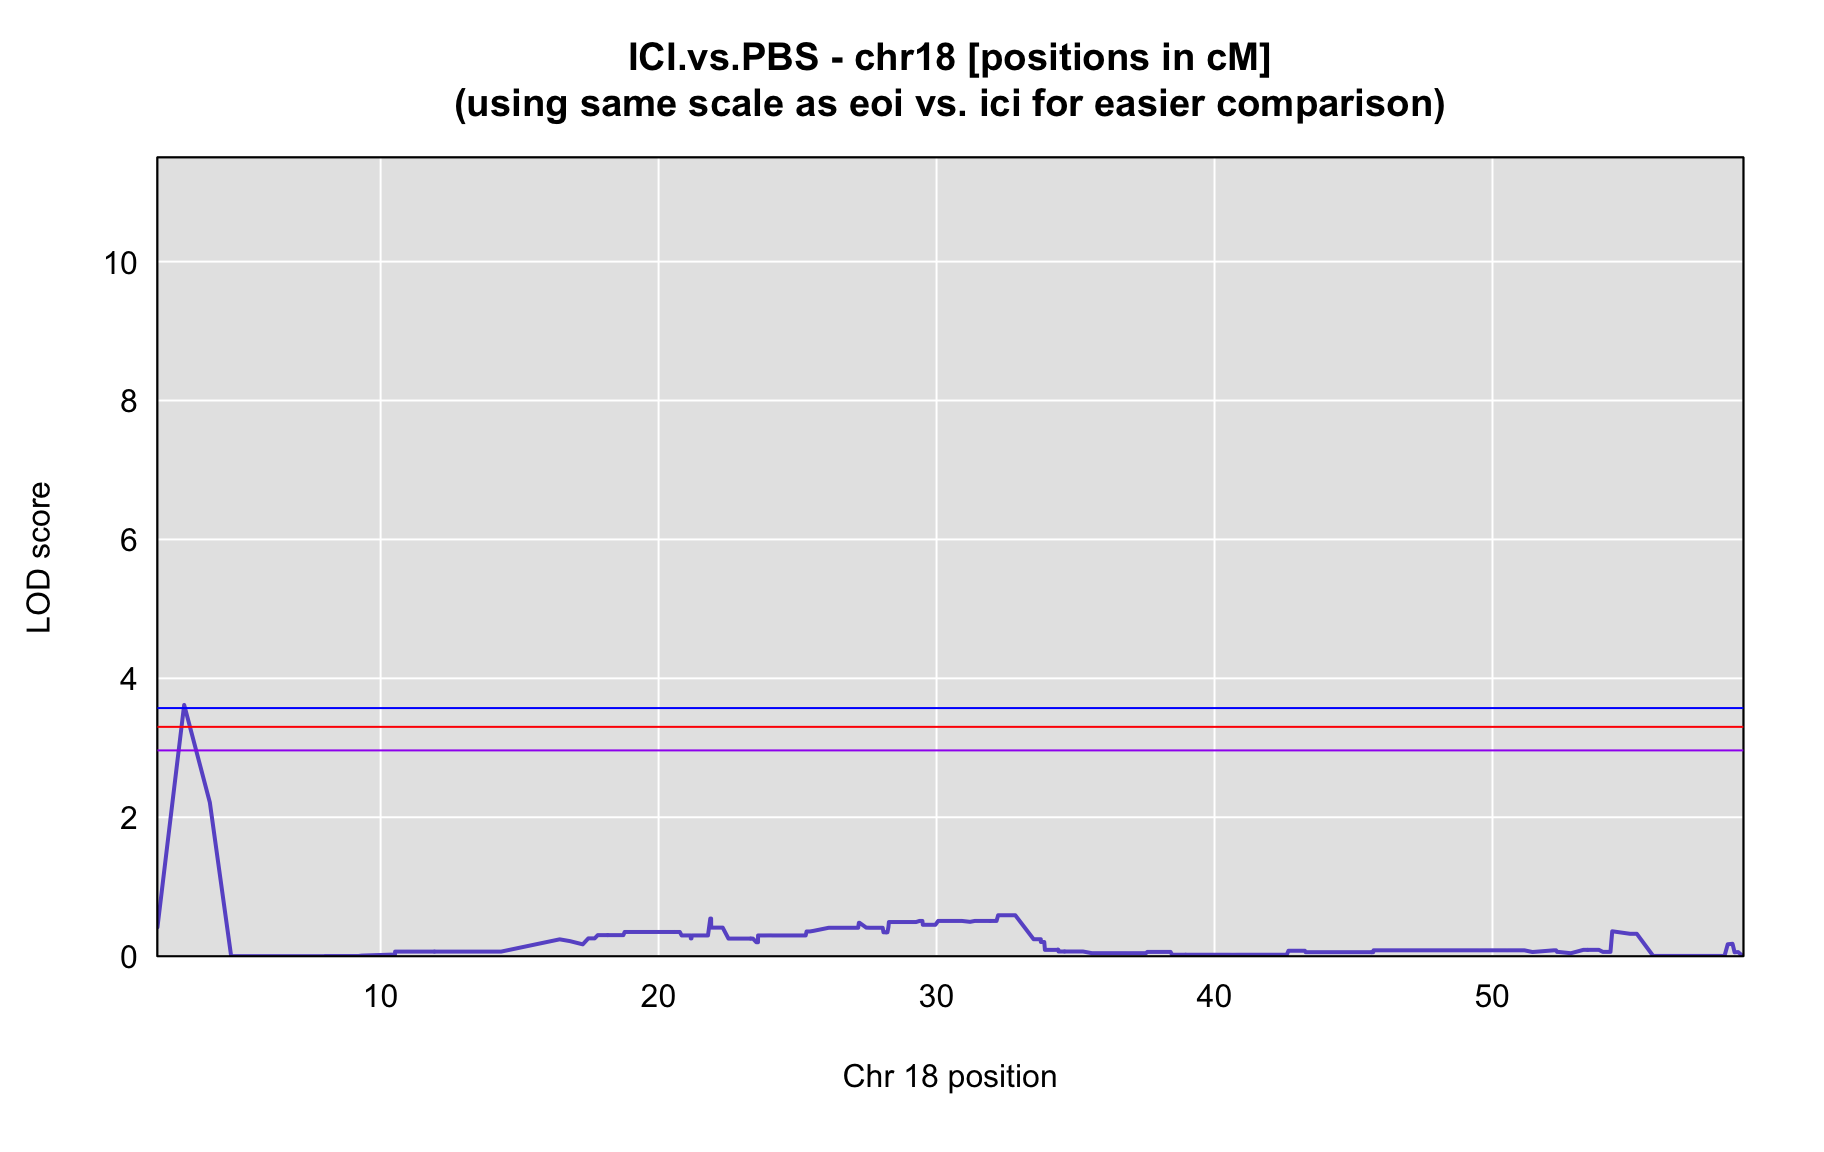 ICI.vs.PBS - chr18 [positions in cM]
(using same scale as eoi vs. ici for easier comparison)
10
8
6
4
2
0
LOD score
10 20 30 40 50
Chr 18 position